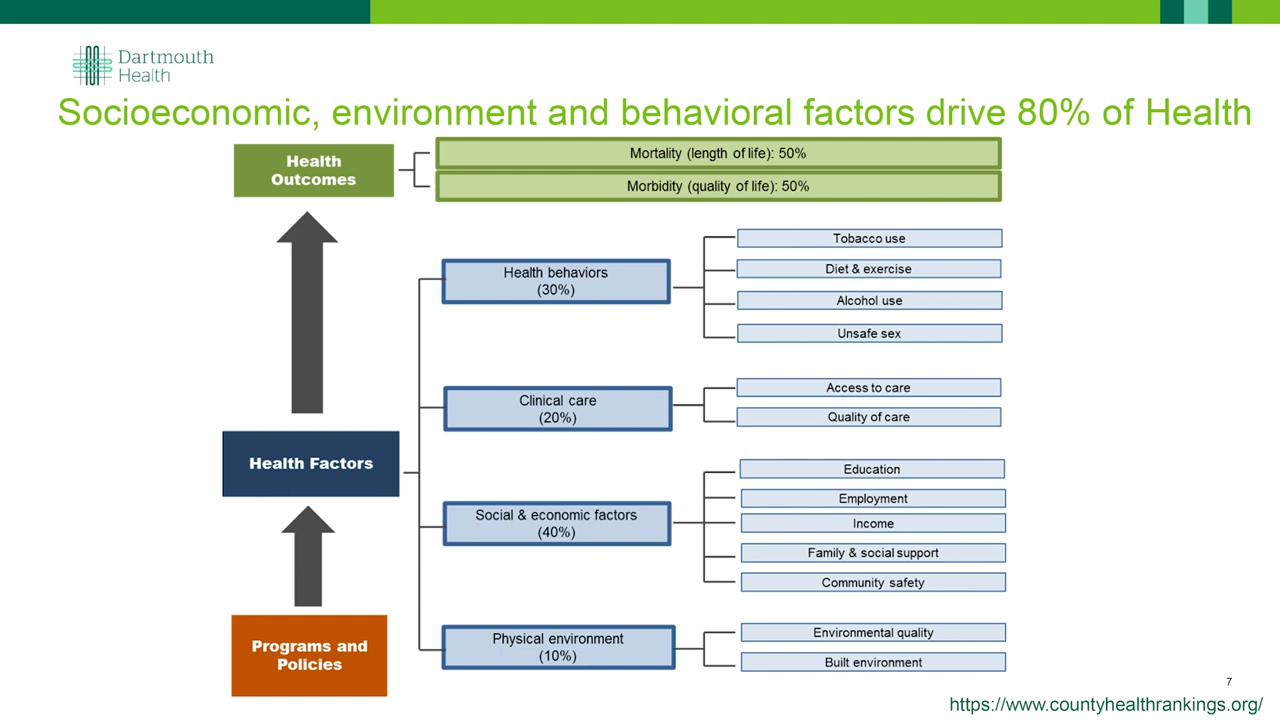 Dartmouth
Health
Socioeconomic, environment and behavioral factors drive 80% of Health
Health
Outcomes
Mortality (length of life): 50%
Morbidity (quality of life): 50%
Health behaviors
(30%)
Tobacco use
Diet & exercise
Alcohol use
Unsafe sex
Clinical care
(20%)
Access to care
Quality of care
Health Factors
Social & economic factors
(40%)
Education
Employment
Income
Family & social support
Community safety
Programs and
Policies
Physical environment
(10%)
Environmental quality
Built environment
7
https://www.countyhealthrankings.org/